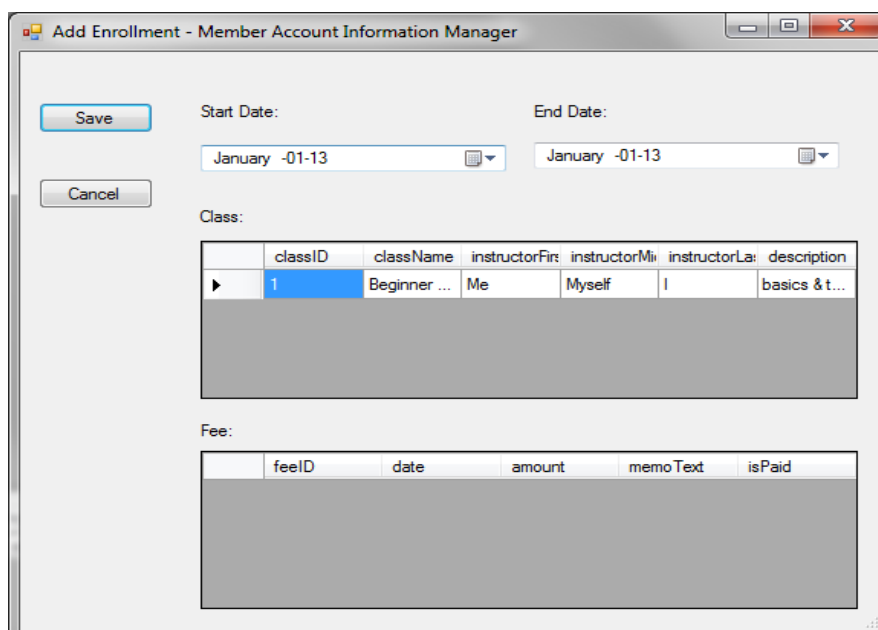 Add Enrollment - Member Account Information Manager
Save
Start Date:
End Date:
January -01-13
January -01-13
Cancel
Class:
classID className instructorFirs instructorMi instructorLa description
1 Beginner ... Me Myself I basics & t...
Fee:
feeID date amount memoText isPaid